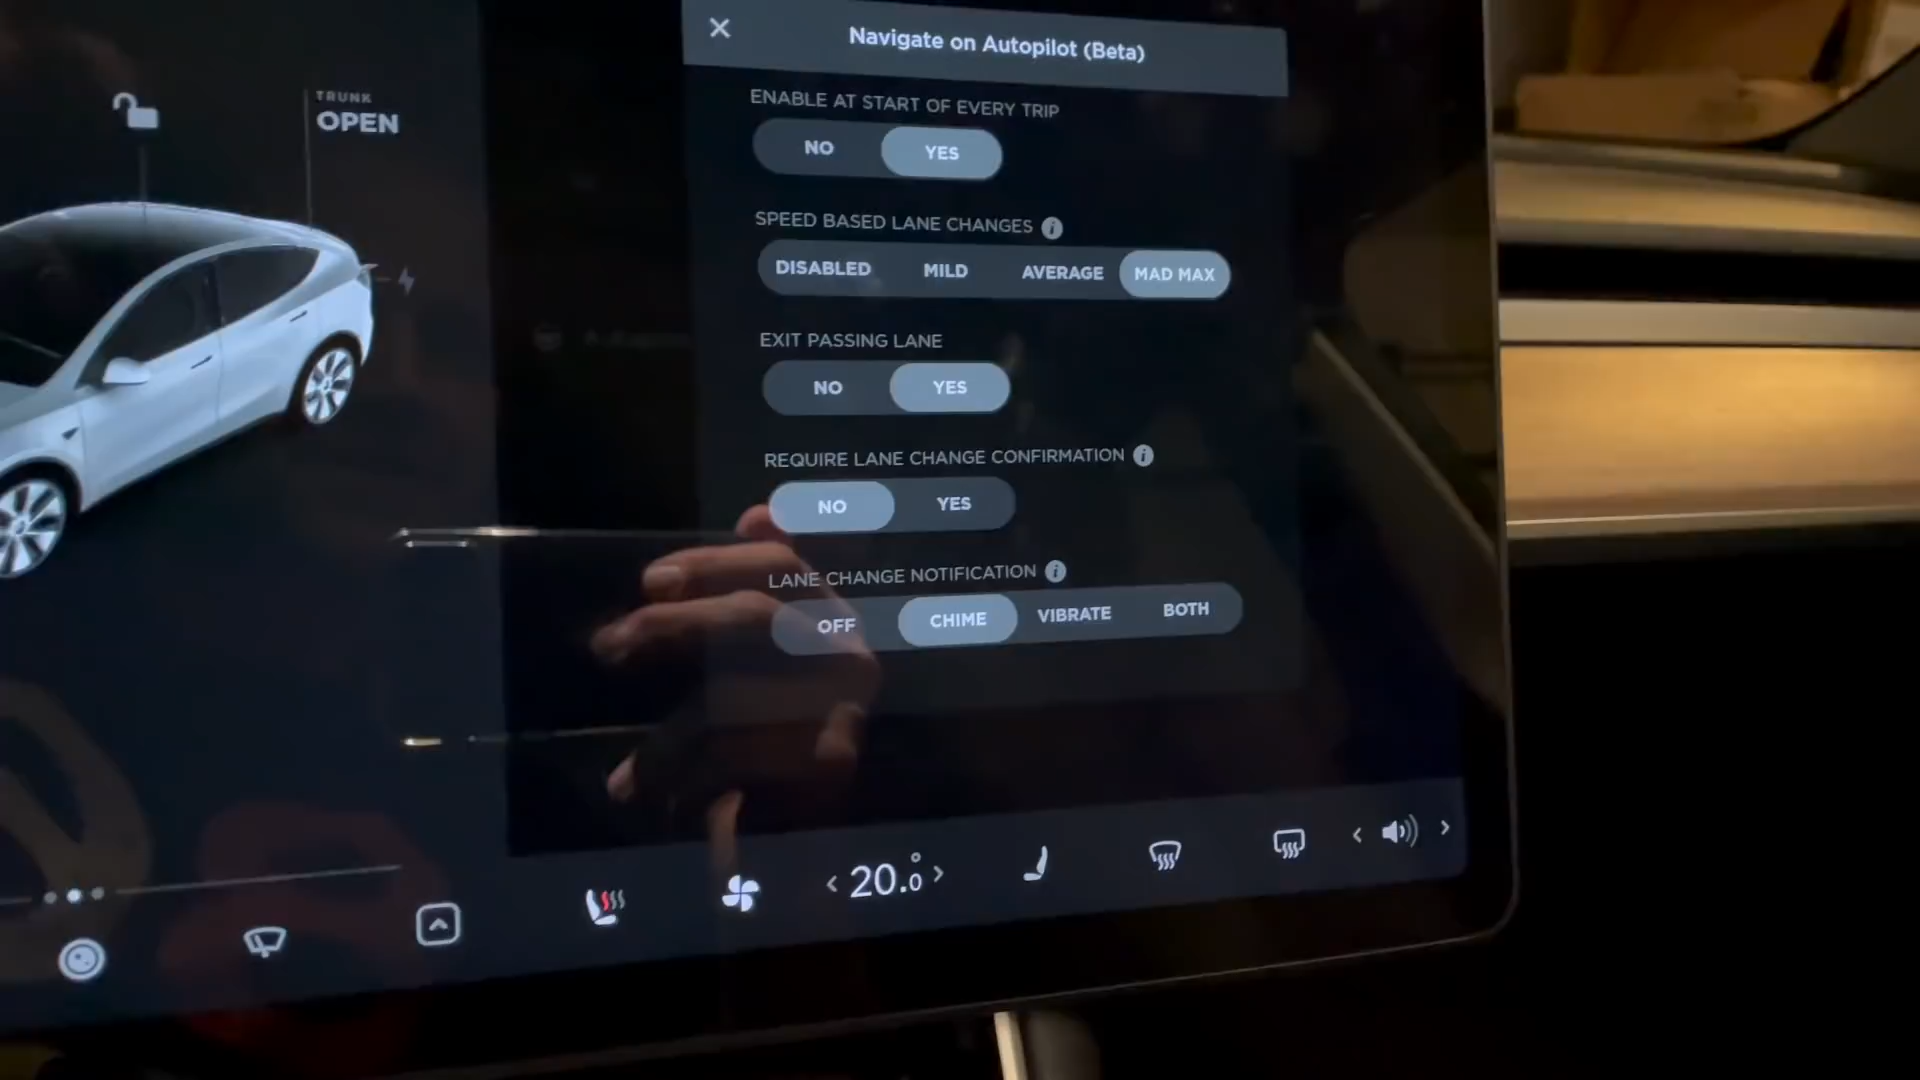 Navigate on Autopilot (Beta)
TRUNK
OPEN
ENABLE AT START OF EVERY TRIP
NO YES
SPEED BASED LANE CHANGES
DISABLED MILD AVERAGE MAD MAX
EXIT PASSING LANE
NO YES
REQUIRE LANE CHANGE CONFIRMATION
NO YES
LANE CHANGE NOTIFICATION
OFF CHIME VIBRATE BOTH
20.0°